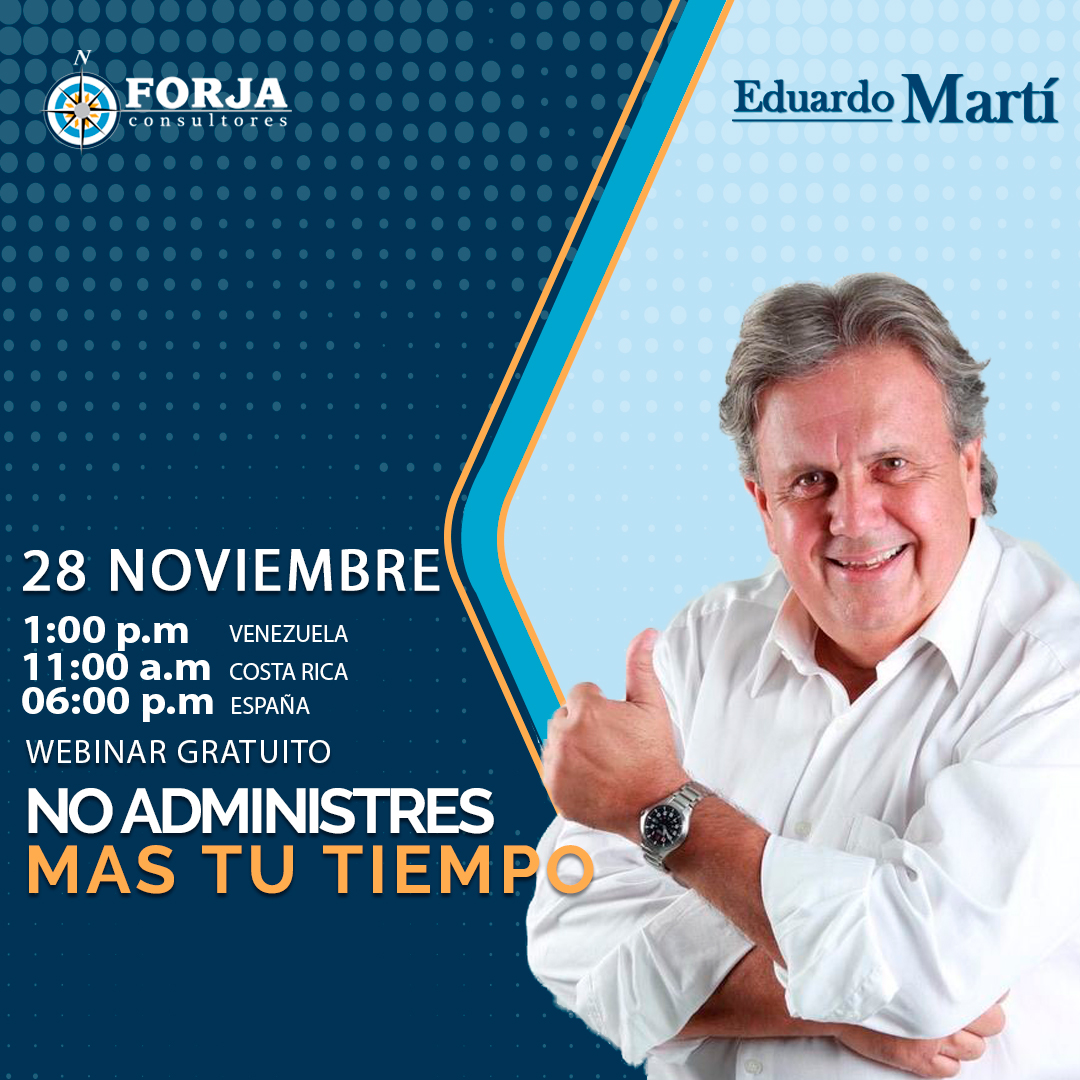 N
FORJA
consultores
Eduardo Martí
28 NOVIEMBRE
1:00 p.m VENEZUELA
11:00 a.m COSTA RICA
06:00 p.m ESPAÑA
WEBINAR GRATUITO
NO ADMINISTRES
MAS TU TIEMPO